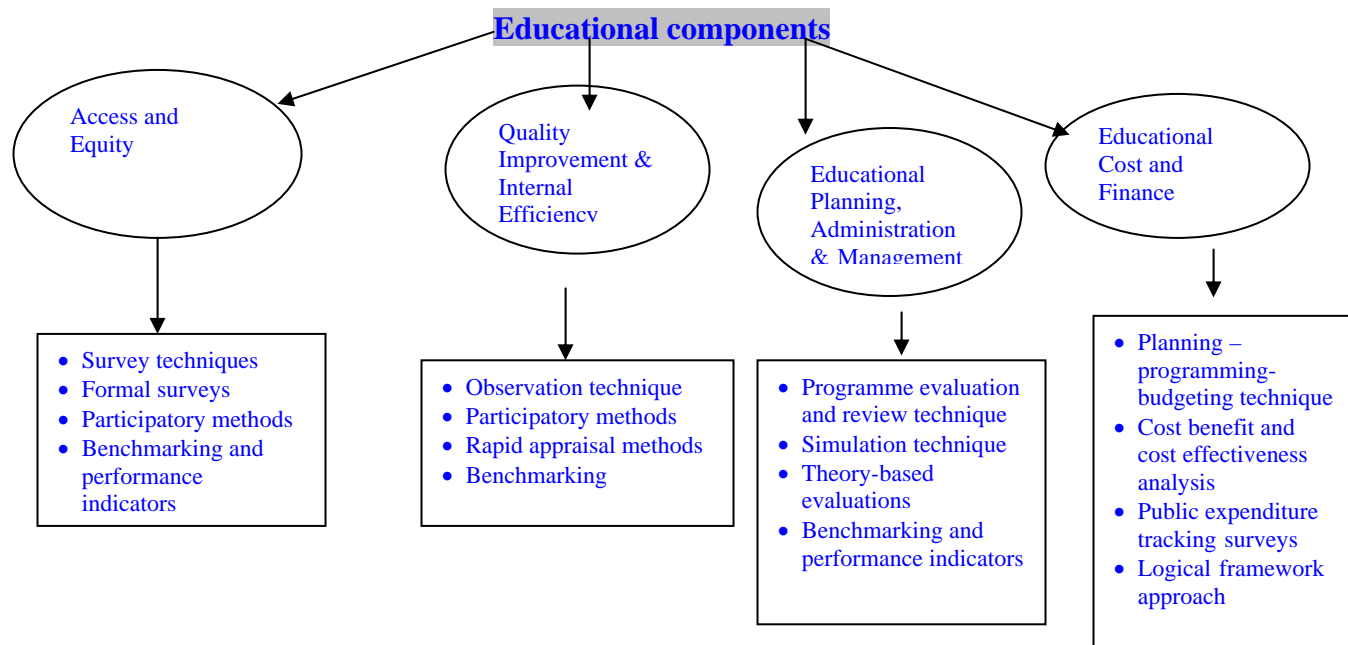 Educational components
Access and
Equity
Quality
Improvement &
Internal
Efficiency
Educational
Planning,
Administration
& Management
Educational
Cost and
Finance
• Survey techniques
• Formal surveys
• Participatory methods
• Benchmarking and
performance
indicators
• Observation technique
• Participatory methods
• Rapid appraisal methods
• Benchmarking
• Programme evaluation
and review technique
• Simulation technique
• Theory-based
evaluations
• Benchmarking and
performance indicators
• Planning –
programming-
budgeting technique
• Cost benefit and
cost effectiveness
analysis
• Public expenditure
tracking surveys
• Logical framework
approach